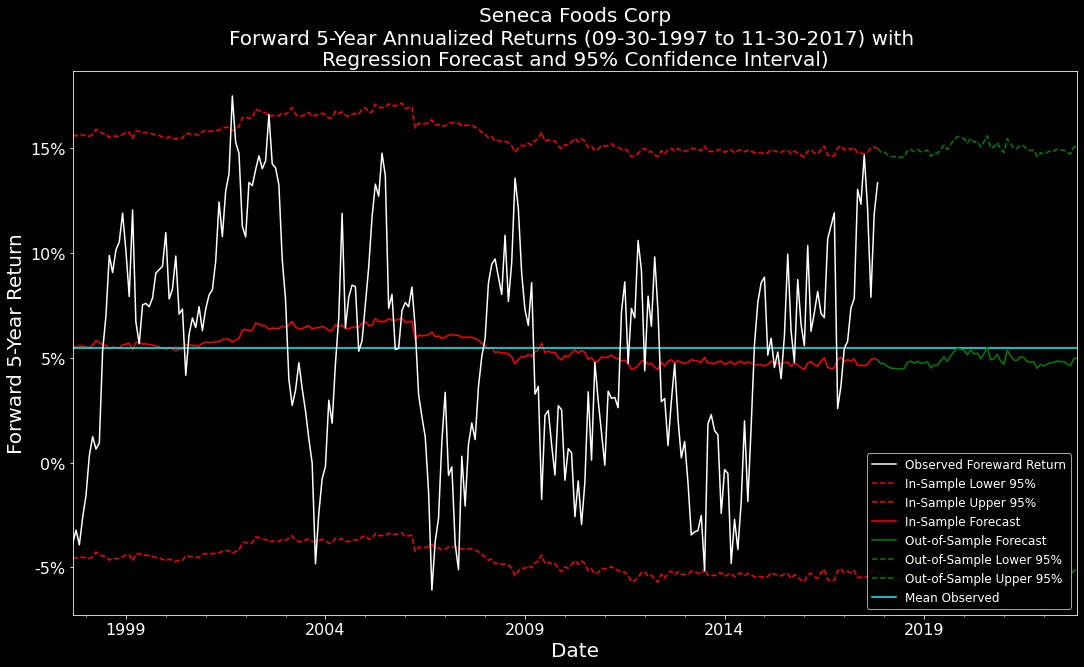 Seneca Foods Corp
Forward 5-Year Annualized Returns (09-30-1997 to 11-30-2017) with
Regression Forecast and 95% Confidence Interval)
Forward 5-Year Return
15%
10%
5%
0%
-5%
1999
2004
2009
2014
2019
Date
Observed Foreward Return
In-Sample Lower 95%
In-Sample Upper 95%
In-Sample Forecast
Out-of-Sample Forecast
Out-of-Sample Lower 95%
Out-of-Sample Upper 95%
Mean Observed